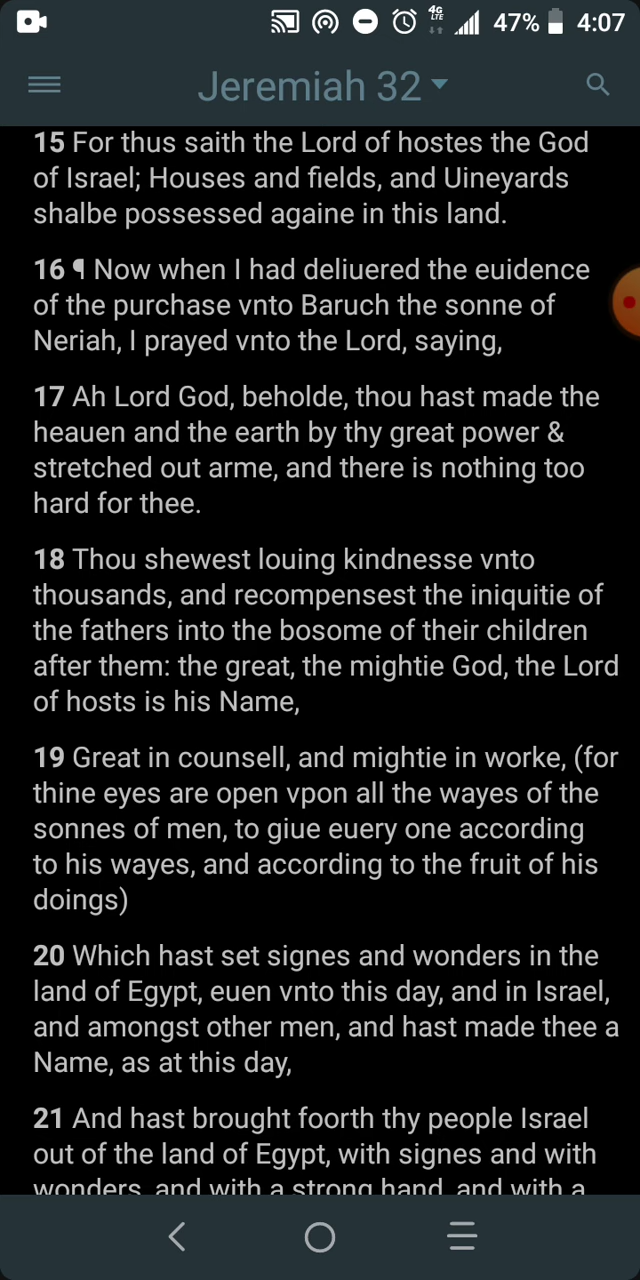 4G
LTE
47%
4:07
Jeremiah 32
15 For thus saith the Lord of hostes the God
of Israel; Houses and fields, and Uineyards
shalbe possessed againe in this land.
16 ¶ Now when I had deliuered the euidence
of the purchase vnto Baruch the sonne of
Neriah, I prayed vnto the Lord, saying,
17 Ah Lord God, beholde, thou hast made the
heauen and the earth by thy great power &
stretched out arme, and there is nothing too
hard for thee.
18 Thou shewest louing kindnesse vnto
thousands, and recompensest the iniquitie of
the fathers into the bosome of their children
after them: the great, the mightie God, the Lord
of hosts is his Name,
19 Great in counsell, and mightie in worke, (for
thine eyes are open vpon all the wayes of the
sonnes of men, to giue euery one according
to his wayes, and according to the fruit of his
doings)
20 Which hast set signes and wonders in the
land of Egypt, euen vnto this day, and in Israel,
and amongst other men, and hast made thee a
Name, as at this day,
21 And hast brought foorth thy people Israel
out of the land of Egypt, with signes and with
wonders, and with a strong hand, and with a